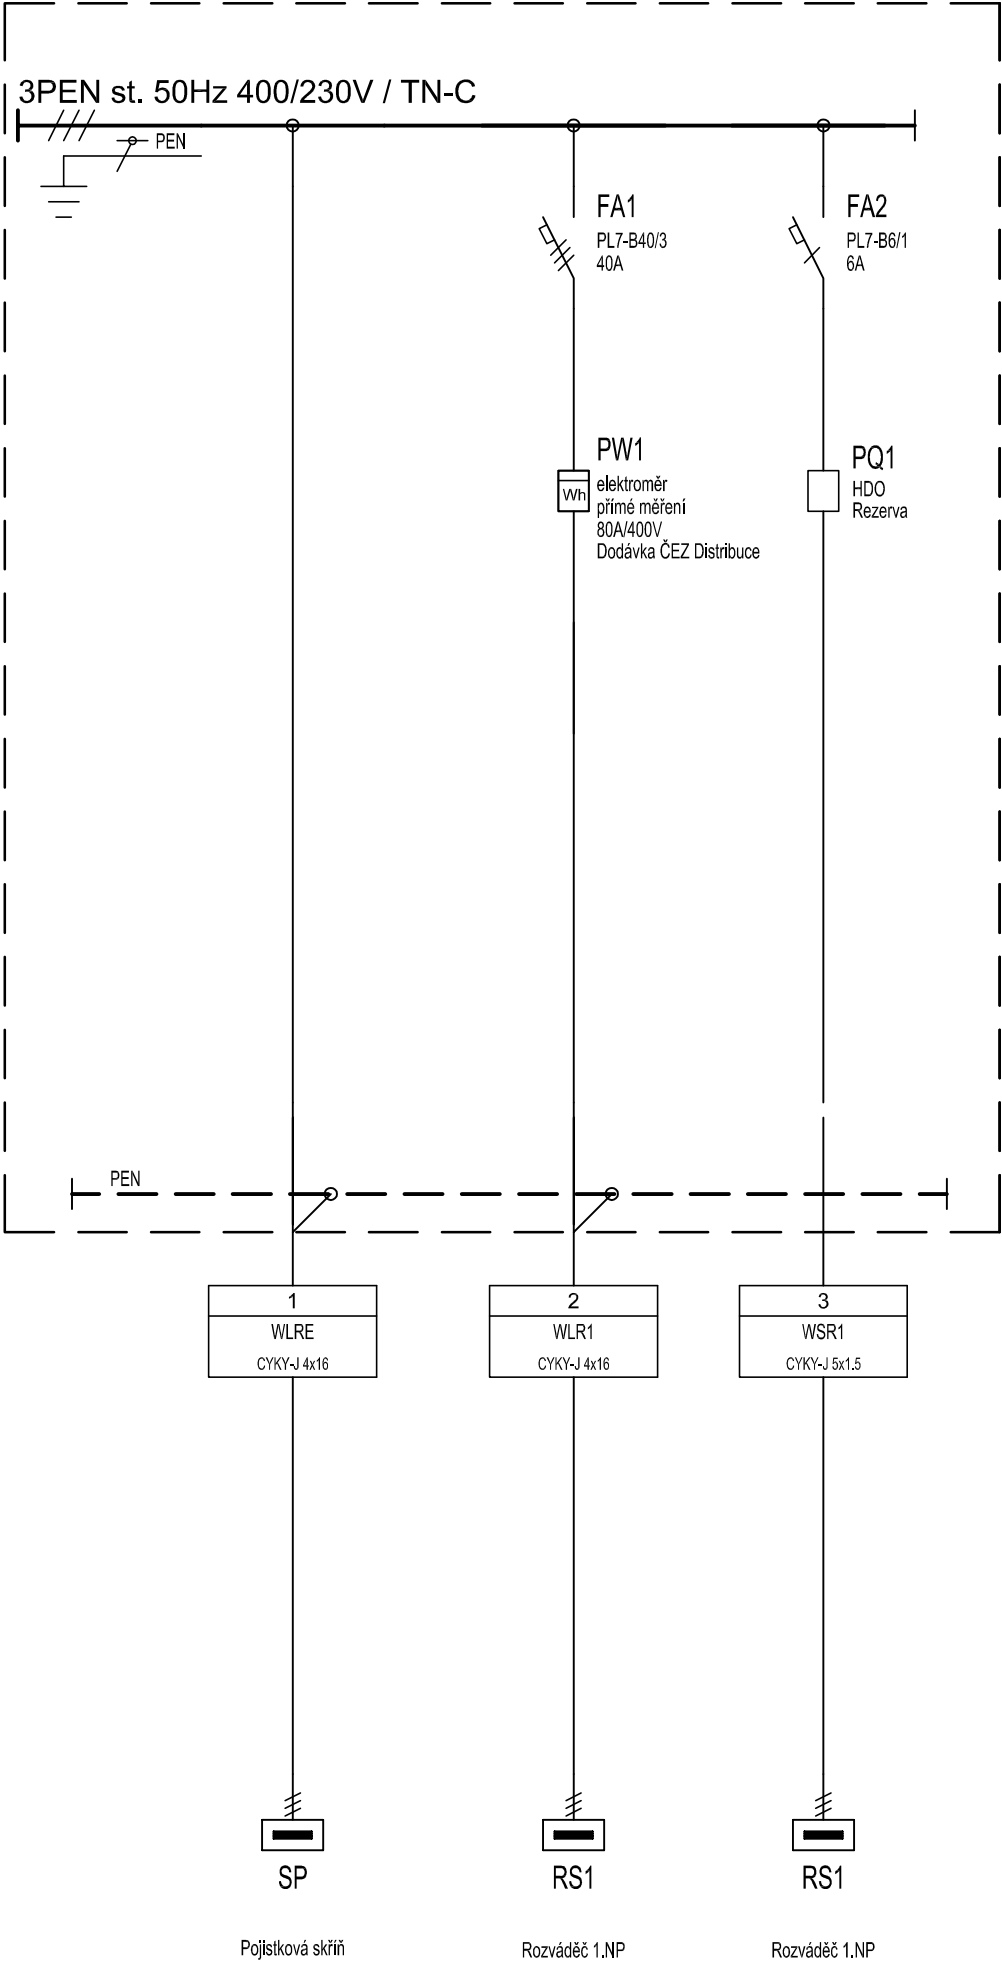 3PEN st. 50Hz 400/230V / TN-C
PEN
FA1
PL7-B40/3
40A
FA2
PL7-B6/1
6A
PW1
Wh
elektroměr
přímé měření
80A/400V
Dodávka ČEZ Distribuce
PQ1
HDO
Rezerva
PEN
1
WLRE
CYKY-J 4x16
2
WLR1
CYKY-J 4x16
3
WSR1
CYKY-J 5x1.5
SP
RS1
RS1
Pojistková skříň
Rozváděč 1.NP
Rozváděč 1.NP